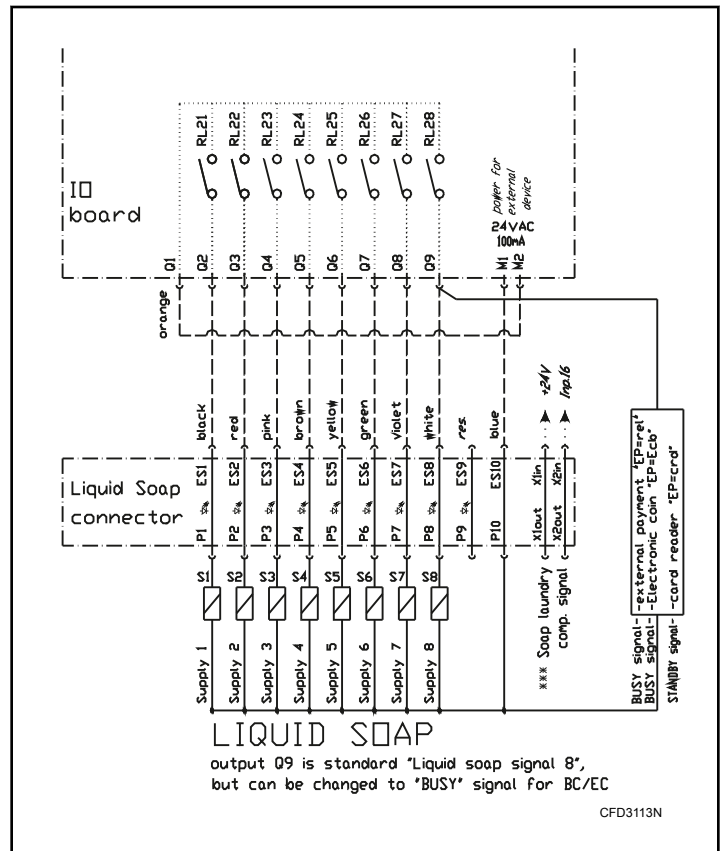 RL21
RL22
RL23
RL24
RL25
RL26
RL27
RL28
power for
external
device
24VAC
100mA
IO
board
Q1
Q2
Q3
Q4
Q5
Q6
Q7
Q8
Q9
M1
M2
orange
black
red
pink
brown
yellow
green
violet
white
res.
blue
+24V
Inp.16
Liquid Soap
connector
ES1
ES2
ES3
ES4
ES5
ES6
ES7
ES8
ES9
ES10
X1in
X2in
P1
P2
P3
P4
P5
P6
P7
P8
P9
P10
X1out
X2out
S1
S2
S3
S4
S5
S6
S7
S8
*** Soap laundry
comp. signal
Supply 1
Supply 2
Supply 3
Supply 4
Supply 5
Supply 6
Supply 7
Supply 8
BUSY signal- -external payment "EP=rel"
BUSY signal- -Electronic coin "EP=Ecb"
STANDBY signal- -card reader "EP=crd"
LIQUID SOAP
output Q9 is standard "Liquid soap signal 8",
but can be changed to "BUSY" signal for BC/EC
CFD3113N